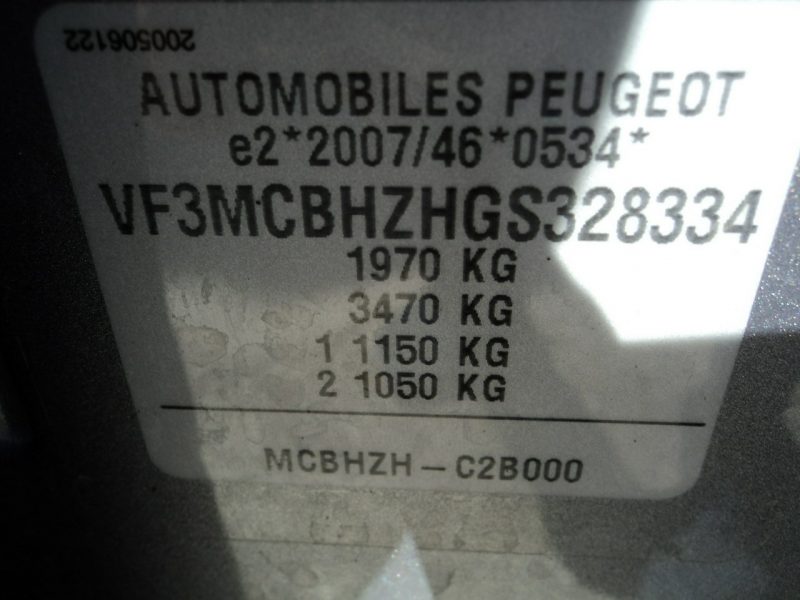 200506122
AUTOMOBILES PEUGEOT
e2*2007/46*0534*
VF3MCBHZHGS328334
1970 KG
3470 KG
1 1150 KG
2 1050 KG
MCBHZH – C2B000